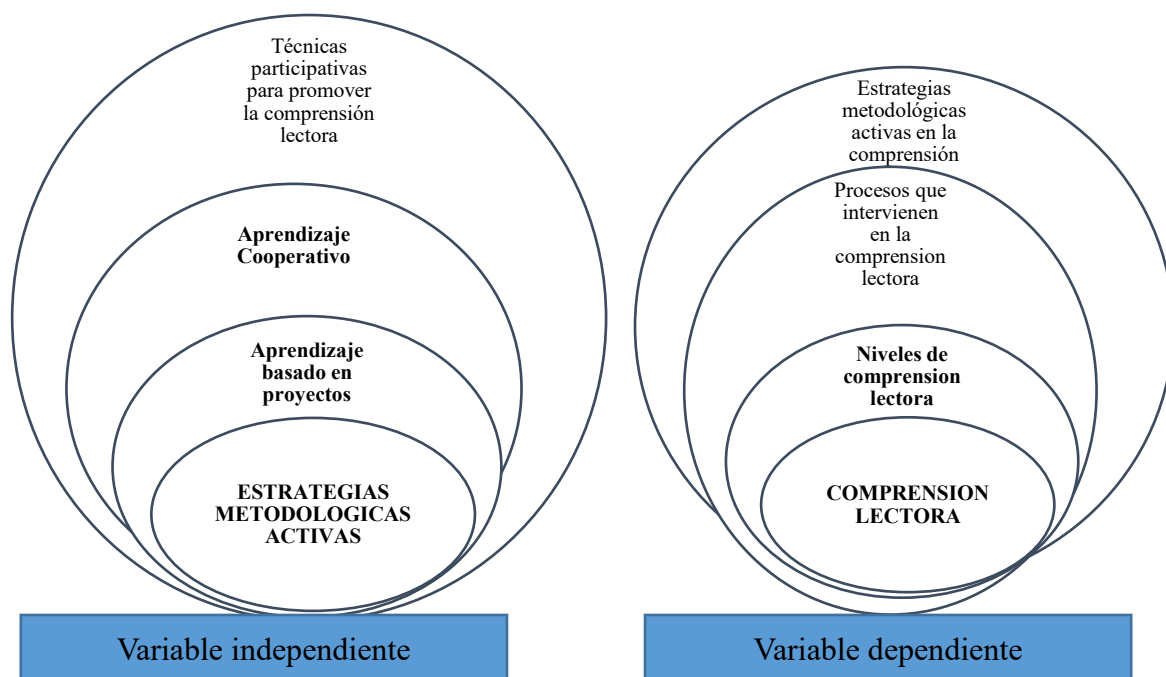 Técnicas
participativas
para promover
la comprensión
lectora
Aprendizaje
Cooperativo
Aprendizaje
basado en
proyectos
ESTRATEGIAS
METODOLOGICAS
ACTIVAS
Variable independiente
Estrategias
metodológicas
activas en la
comprensión
Procesos que
intervienen
en la
comprension
lectora
Niveles de
comprension
lectora
COMPRENSION
LECTORA
Variable dependiente